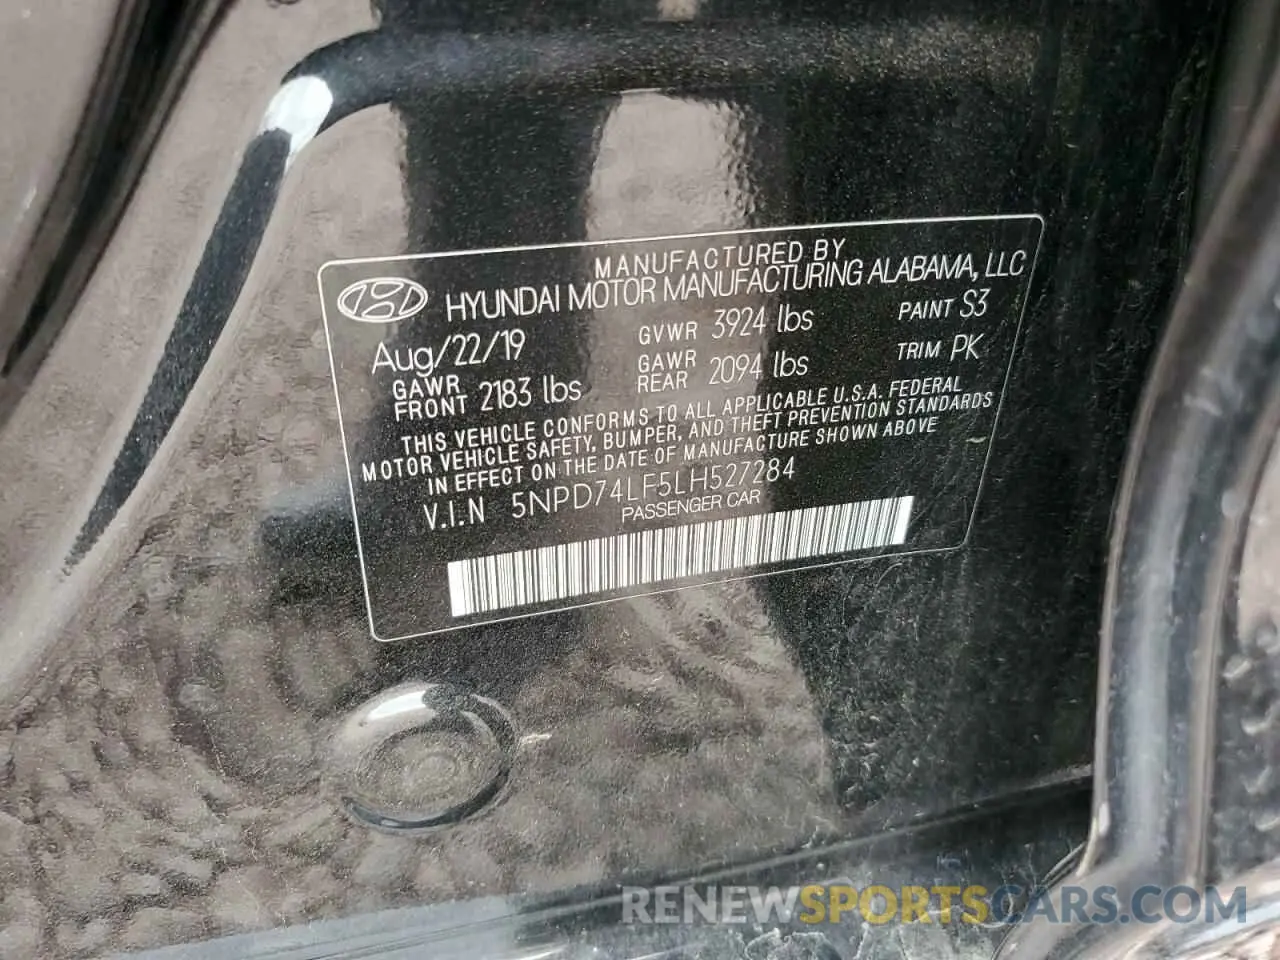 MANUFACTURED BY
HYUNDAI MOTOR MANUFACTURING ALABAMA, LLC
Aug/22/19 GVWR 3924 lbs PAINT S3
GAWR FRONT 2183 lbs GAWR REAR 2094 lbs TRIM PK
THIS VEHICLE CONFORMS TO ALL APPLICABLE U.S.A. FEDERAL
MOTOR VEHICLE SAFETY, BUMPER, AND THEFT PREVENTION STANDARDS
IN EFFECT ON THE DATE OF MANUFACTURE SHOWN ABOVE
V.I.N 5NPD74LF5LH527284
PASSENGER CAR
RENEWSPORTSCARS.COM